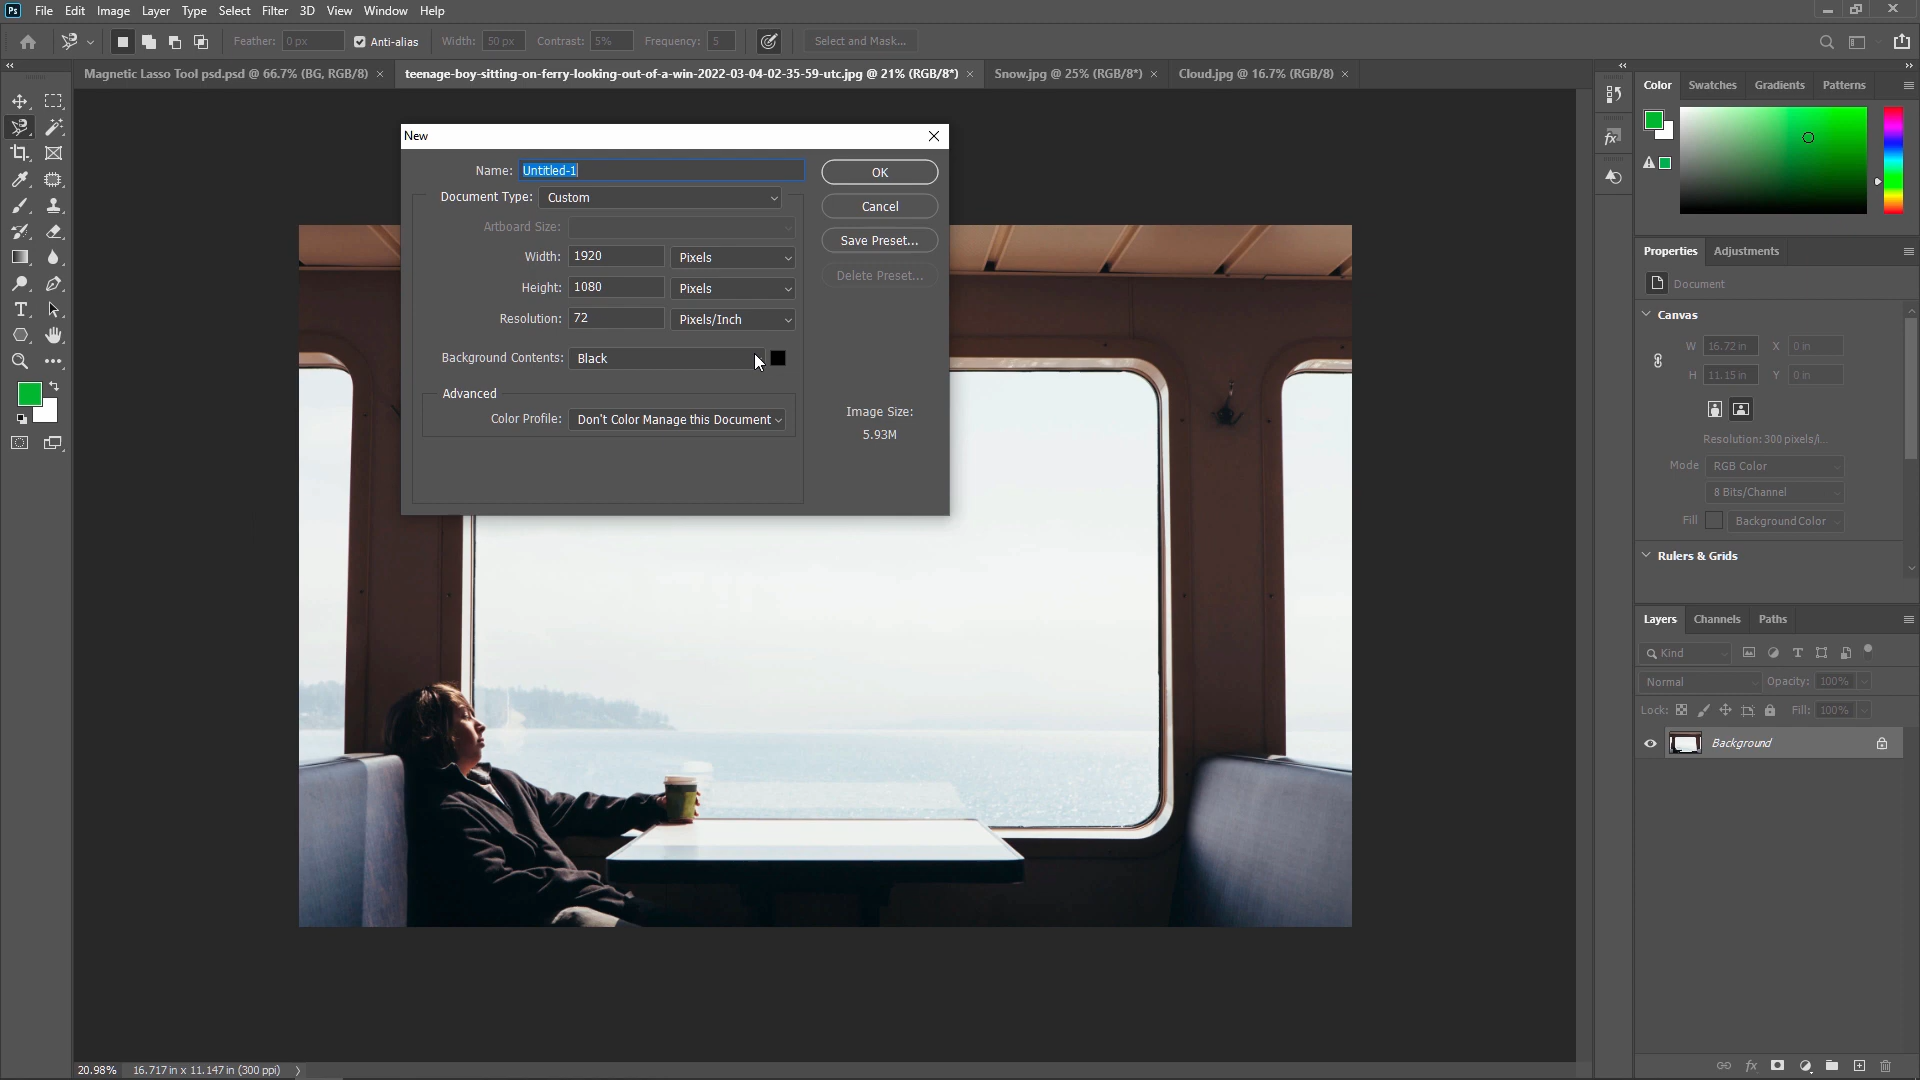 Ps File Edit Image Layer Type Select Filter 3D View Window Help
Feather: 0 px Anti-alias Width: 50 px Contrast: 5% Frequency: 5 Select and Mask...
Magnetic Lasso Tool psd.psd @ 66.7% (BG, RGB/8) × teenage-boy-sitting-on-ferry-looking-out-of-a-win-2022-03-04-02-35-59-utc.jpg @ 21% (RGB/8*) × Snow.jpg @ 25% (RGB/8*) × Cloud.jpg @ 16.7% (RGB/8) ×
New
Name: Untitled-1
OK
Document Type: Custom
Cancel
Artboard Size:
Save Preset...
Width: 1920 Pixels
Delete Preset...
Height: 1080 Pixels
Resolution: 72 Pixels/Inch
Background Contents: Black
Advanced
Color Profile: Don't Color Manage this Document
Image Size:
5.93M
Color Swatches Gradients Patterns
Properties Adjustments
Document
Canvas
W 16.72 in X 0 in
H 11.15 in Y 0 in
Resolution: 300 pixels/i...
Mode RGB Color
8 Bits/Channel
Fill Background Color
Rulers & Grids
Layers Channels Paths
Kind
Normal Opacity: 100%
Lock: Fill: 100%
Background
fx
20.98% 16.717 in x 11.147 in (300 ppi)